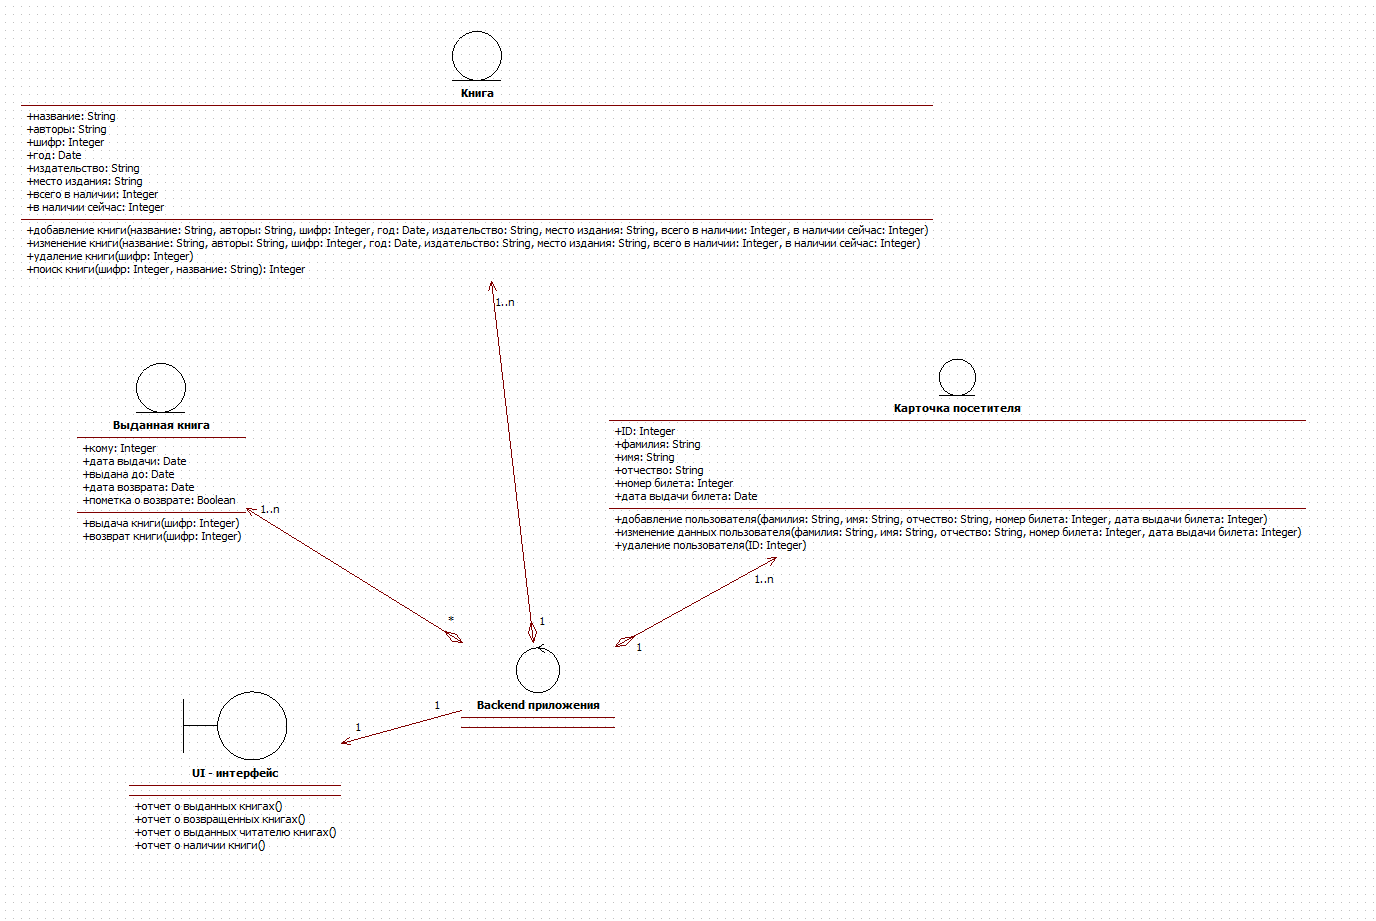 Книга
+название: String
+авторы: String
+шифр: Integer
+год: Date
+издательство: String
+место издания: String
+всего в наличии: Integer
+в наличии сейчас: Integer
+добавление книги(название: String, авторы: String, шифр: Integer, год: Date, издательство: String, место издания: String, всего в наличии: Integer, в наличии сейчас: Integer)
+изменение книги(название: String, авторы: String, шифр: Integer, год: Date, издательство: String, место издания: String, всего в наличии: Integer, в наличии сейчас: Integer)
+удаление книги(шифр: Integer)
+поиск книги(шифр: Integer, название: String): Integer
1..n
Выданная книга
+кому: Integer
+дата выдачи: Date
+выдана до: Date
+дата возврата: Date
+пометка о возврате: Boolean
+выдача книги(шифр: Integer)
+возврат книги(шифр: Integer)
1..n
Карточка посетителя
+ID: Integer
+фамилия: String
+имя: String
+отчество: String
+номер билета: Integer
+дата выдачи билета: Date
+добавление пользователя(фамилия: String, имя: String, отчество: String, номер билета: Integer, дата выдачи билета: Integer)
+изменение данных пользователя(фамилия: String, имя: String, отчество: String, номер билета: Integer, дата выдачи билета: Integer)
+удаление пользователя(ID: Integer)
1..n
*
1
1
Backend приложения
1
1
UI - интерфейс
+отчет о выданных книгах()
+отчет о возвращенных книгах()
+отчет о выданных читателю книгах()
+отчет о наличии книги()